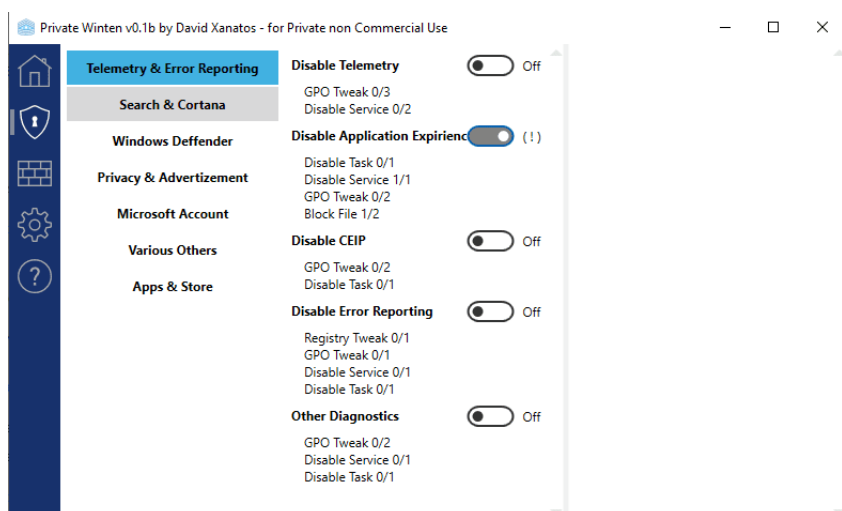 Private Winten v0.1b by David Xanatos - for Private non Commercial Use
Telemetry & Error Reporting
Search & Cortana
Windows Deffender
Privacy & Advertizement
Microsoft Account
Various Others
Apps & Store
Disable Telemetry Off
GPO Tweak 0/3
Disable Service 0/2
Disable Application Expirienc (!)
Disable Task 0/1
Disable Service 1/1
GPO Tweak 0/2
Block File 1/2
Disable CEIP Off
GPO Tweak 0/2
Disable Task 0/1
Disable Error Reporting Off
Registry Tweak 0/1
GPO Tweak 0/1
Disable Service 0/1
Disable Task 0/1
Other Diagnostics Off
GPO Tweak 0/2
Disable Service 0/1
Disable Task 0/1